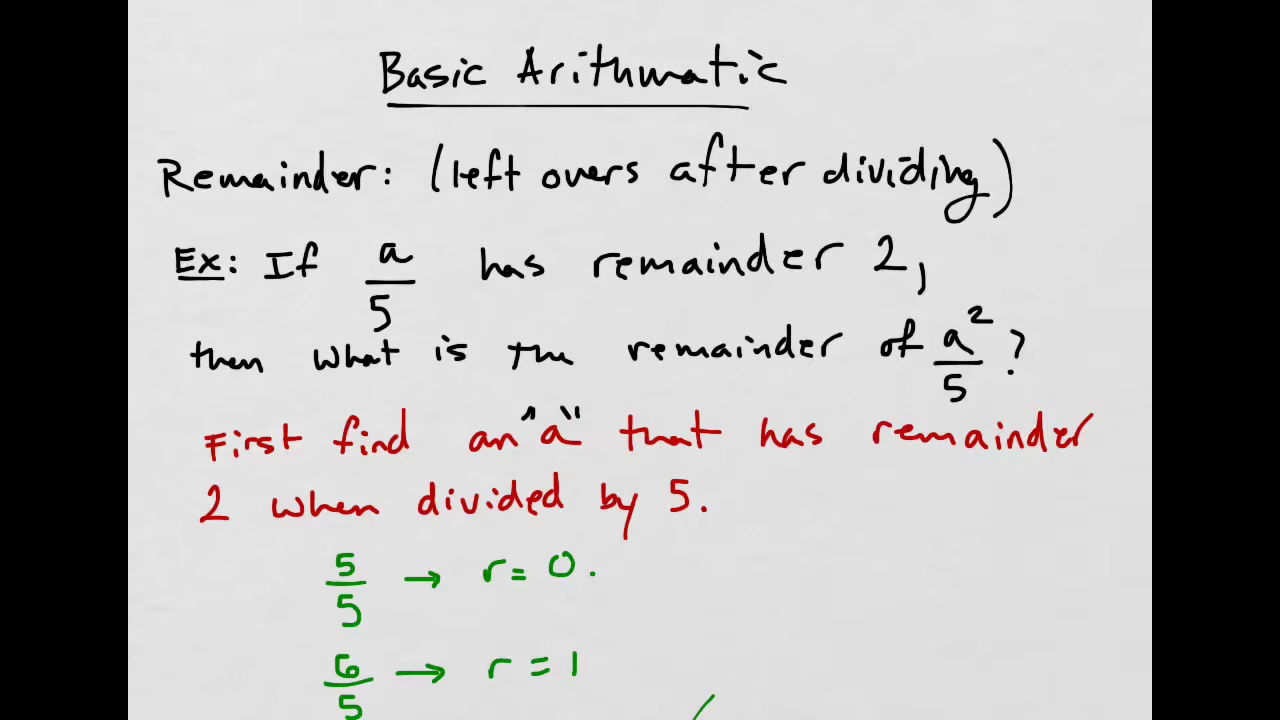 Basic Arithmatic
Remainder: (left overs after dividing)
Ex: If a/5 has remainder 2,
then what is the remainder of a²/5?
First find an "a" that has remainder
2 when divided by 5.
5/5 → r = 0.
6/5 → r = 1